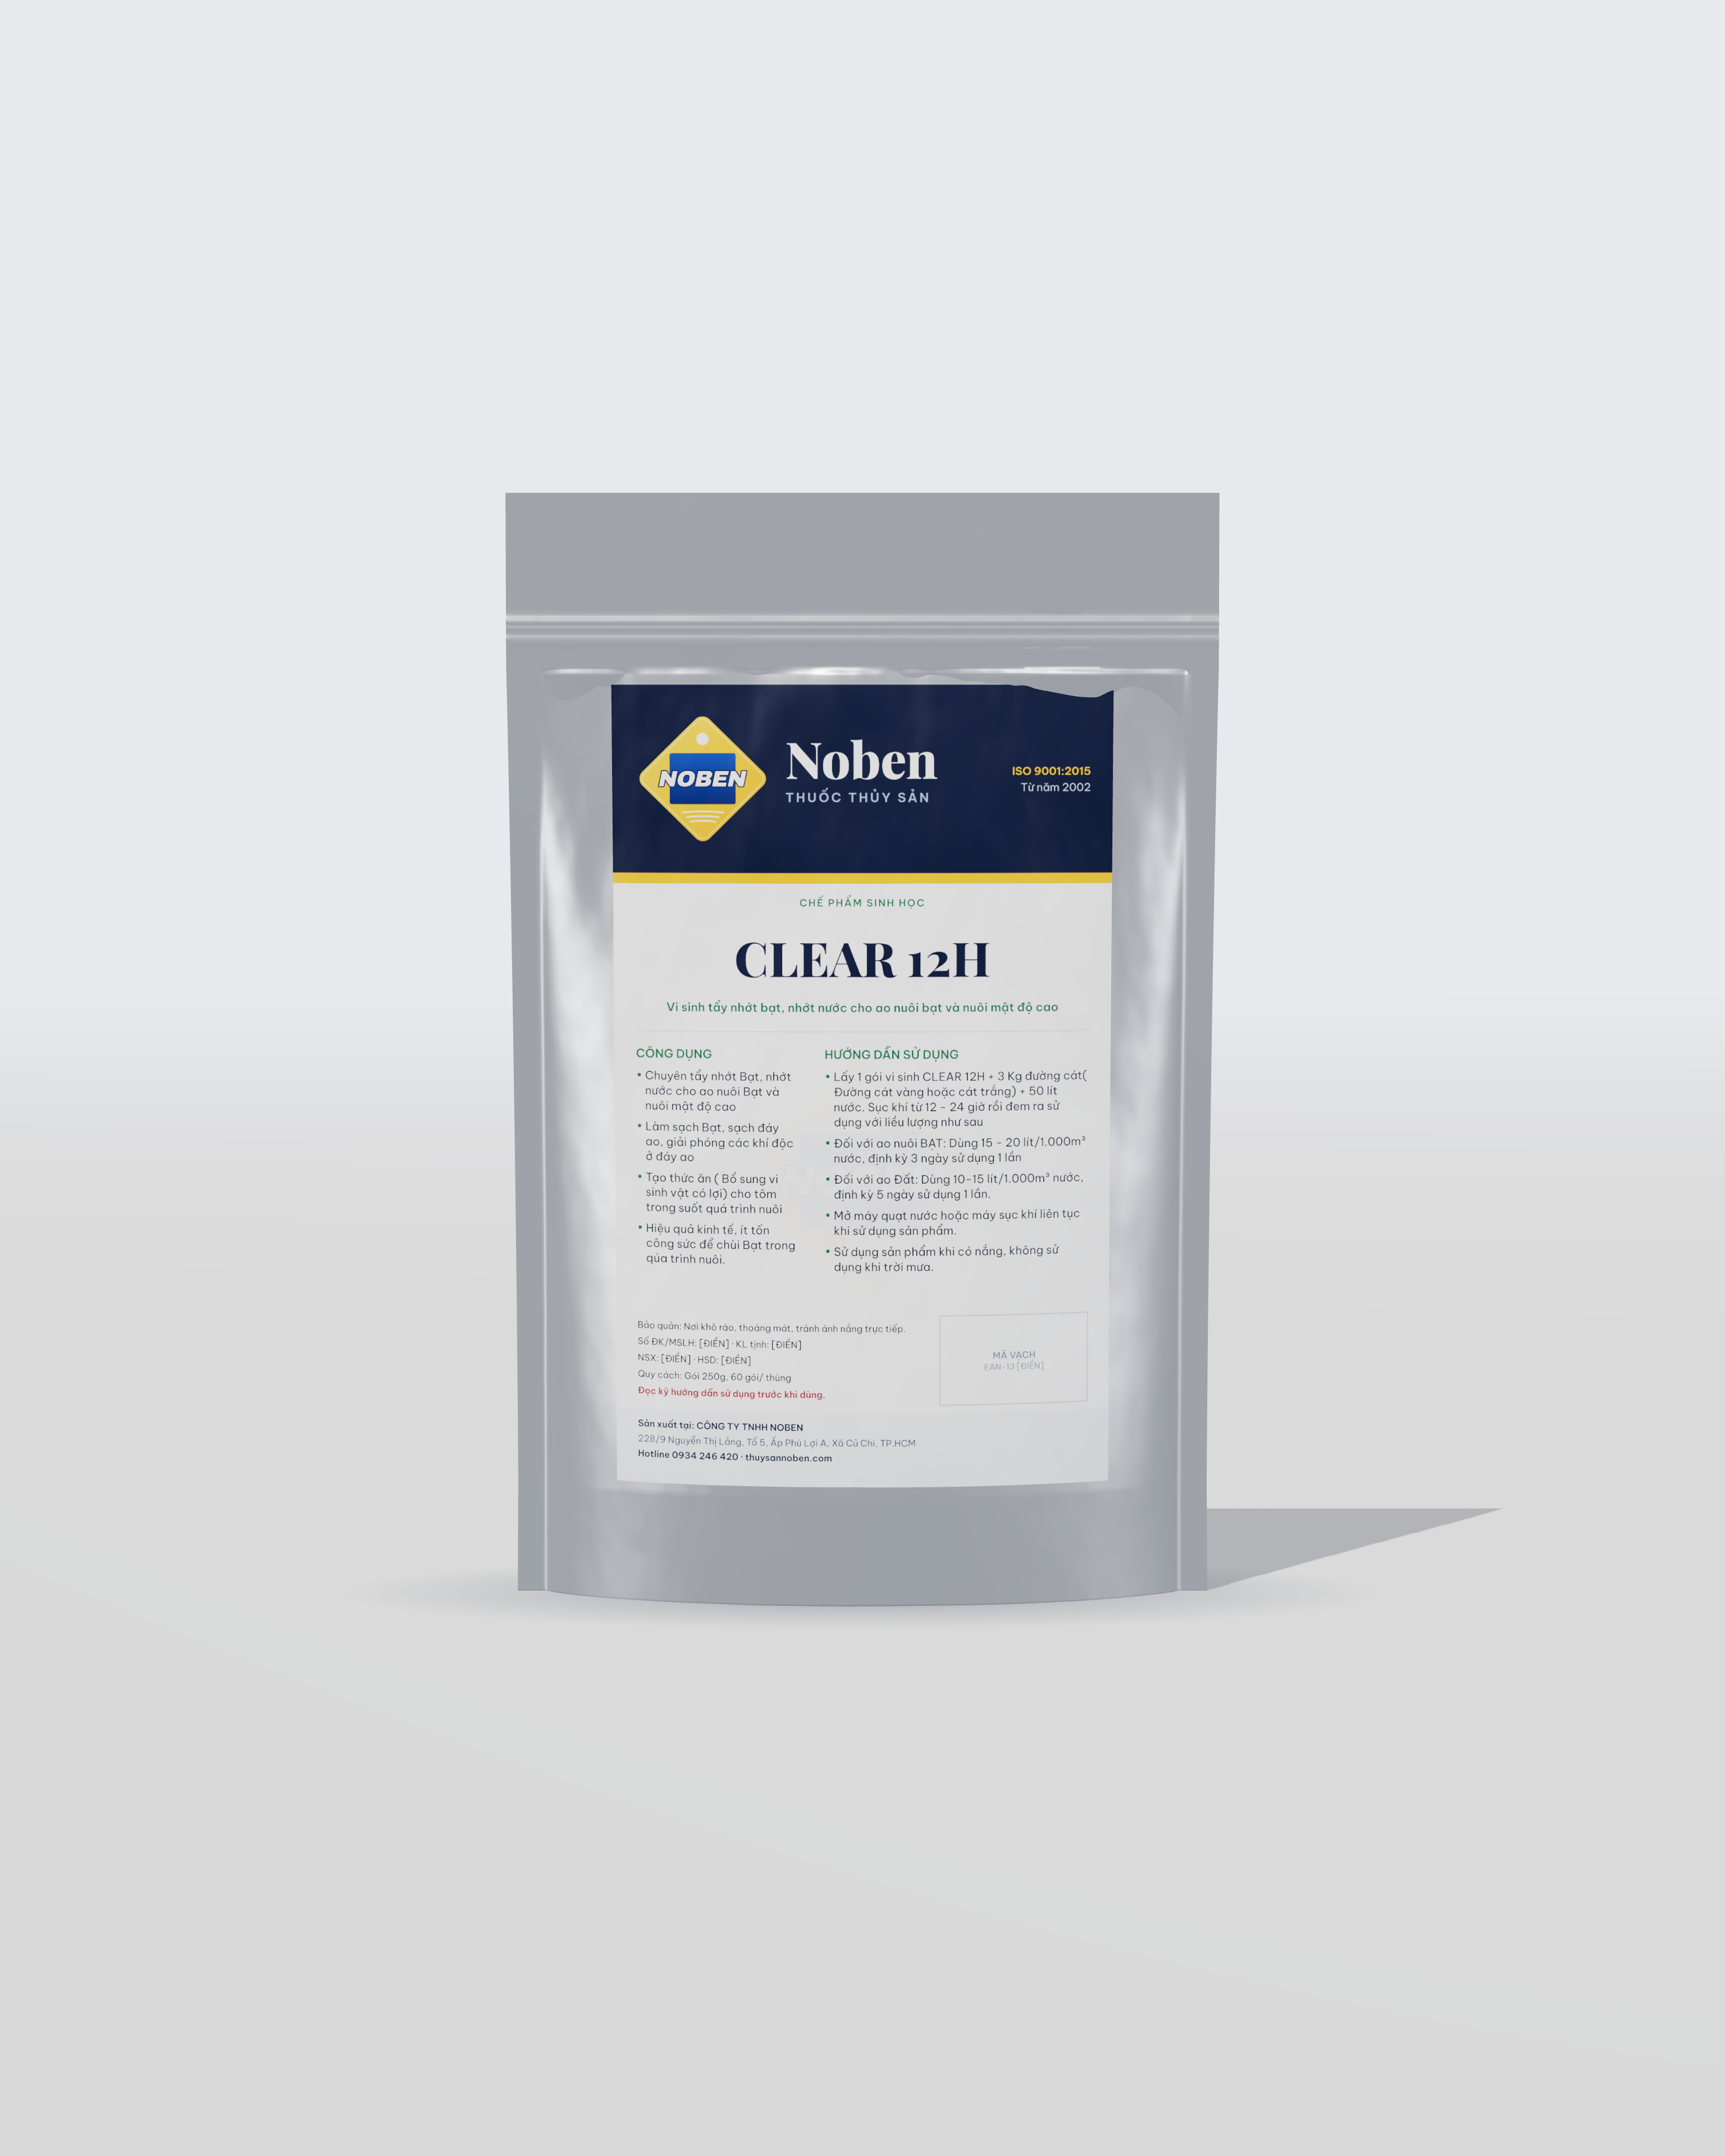 NOBEN
Noben
THUỐC THỦY SẢN
ISO 9001:2015
Từ năm 2002
CHẾ PHẨM SINH HỌC
CLEAR 12H
Vi sinh tẩy nhớt bạt, nhớt nước cho ao nuôi bạt và nuôi mật độ cao
CÔNG DỤNG
• Chuyên tẩy nhớt Bạt, nhớt
nước cho ao nuôi Bạt và
nuôi mật độ cao
• Làm sạch Bạt, sạch đáy
ao, giải phóng các khí độc
ở đáy ao
• Tạo thức ăn ( Bổ sung vi
sinh vật có lợi) cho tôm
trong suốt quá trình nuôi
• Hiệu quả kinh tế, ít tốn
công sức để chùi Bạt trong
qúa trình nuôi.
HƯỚNG DẪN SỬ DỤNG
• Lấy 1 gói vi sinh CLEAR 12H + 3 Kg đường cát(
Đường cát vàng hoặc cát trắng) + 50 lít
nước. Sục khí từ 12 – 24 giờ rồi đem ra sử
dụng với liều lượng như sau
• Đối với ao nuôi BẠT: Dùng 15 – 20 lít/1.000m³
nước, định kỳ 3 ngày sử dụng 1 lần
• Đối với ao Đất: Dùng 10-15 lít/1.000m³ nước,
định kỳ 5 ngày sử dụng 1 lần.
• Mở máy quạt nước hoặc máy sục khí liên tục
khi sử dụng sản phẩm.
• Sử dụng sản phẩm khi có nắng, không sử
dụng khi trời mưa.
Bảo quản: Nơi khô ráo, thoáng mát, tránh ánh nắng trực tiếp.
Số ĐK/MSLH: [ĐIỀN] · KL tịnh: [ĐIỀN]
NSX: [ĐIỀN] · HSD: [ĐIỀN]
Quy cách: Gói 250g, 60 gói/ thùng
Đọc kỹ hướng dẫn sử dụng trước khi dùng.
MÃ VẠCH
EAN-13 [ĐIỀN]
Sản xuất tại: CÔNG TY TNHH NOBEN
228/9 Nguyễn Thị Lắng, Tổ 5, Ấp Phú Lợi A, Xã Củ Chi, TP.HCM
Hotline 0934 246 420 · thuysannoben.com